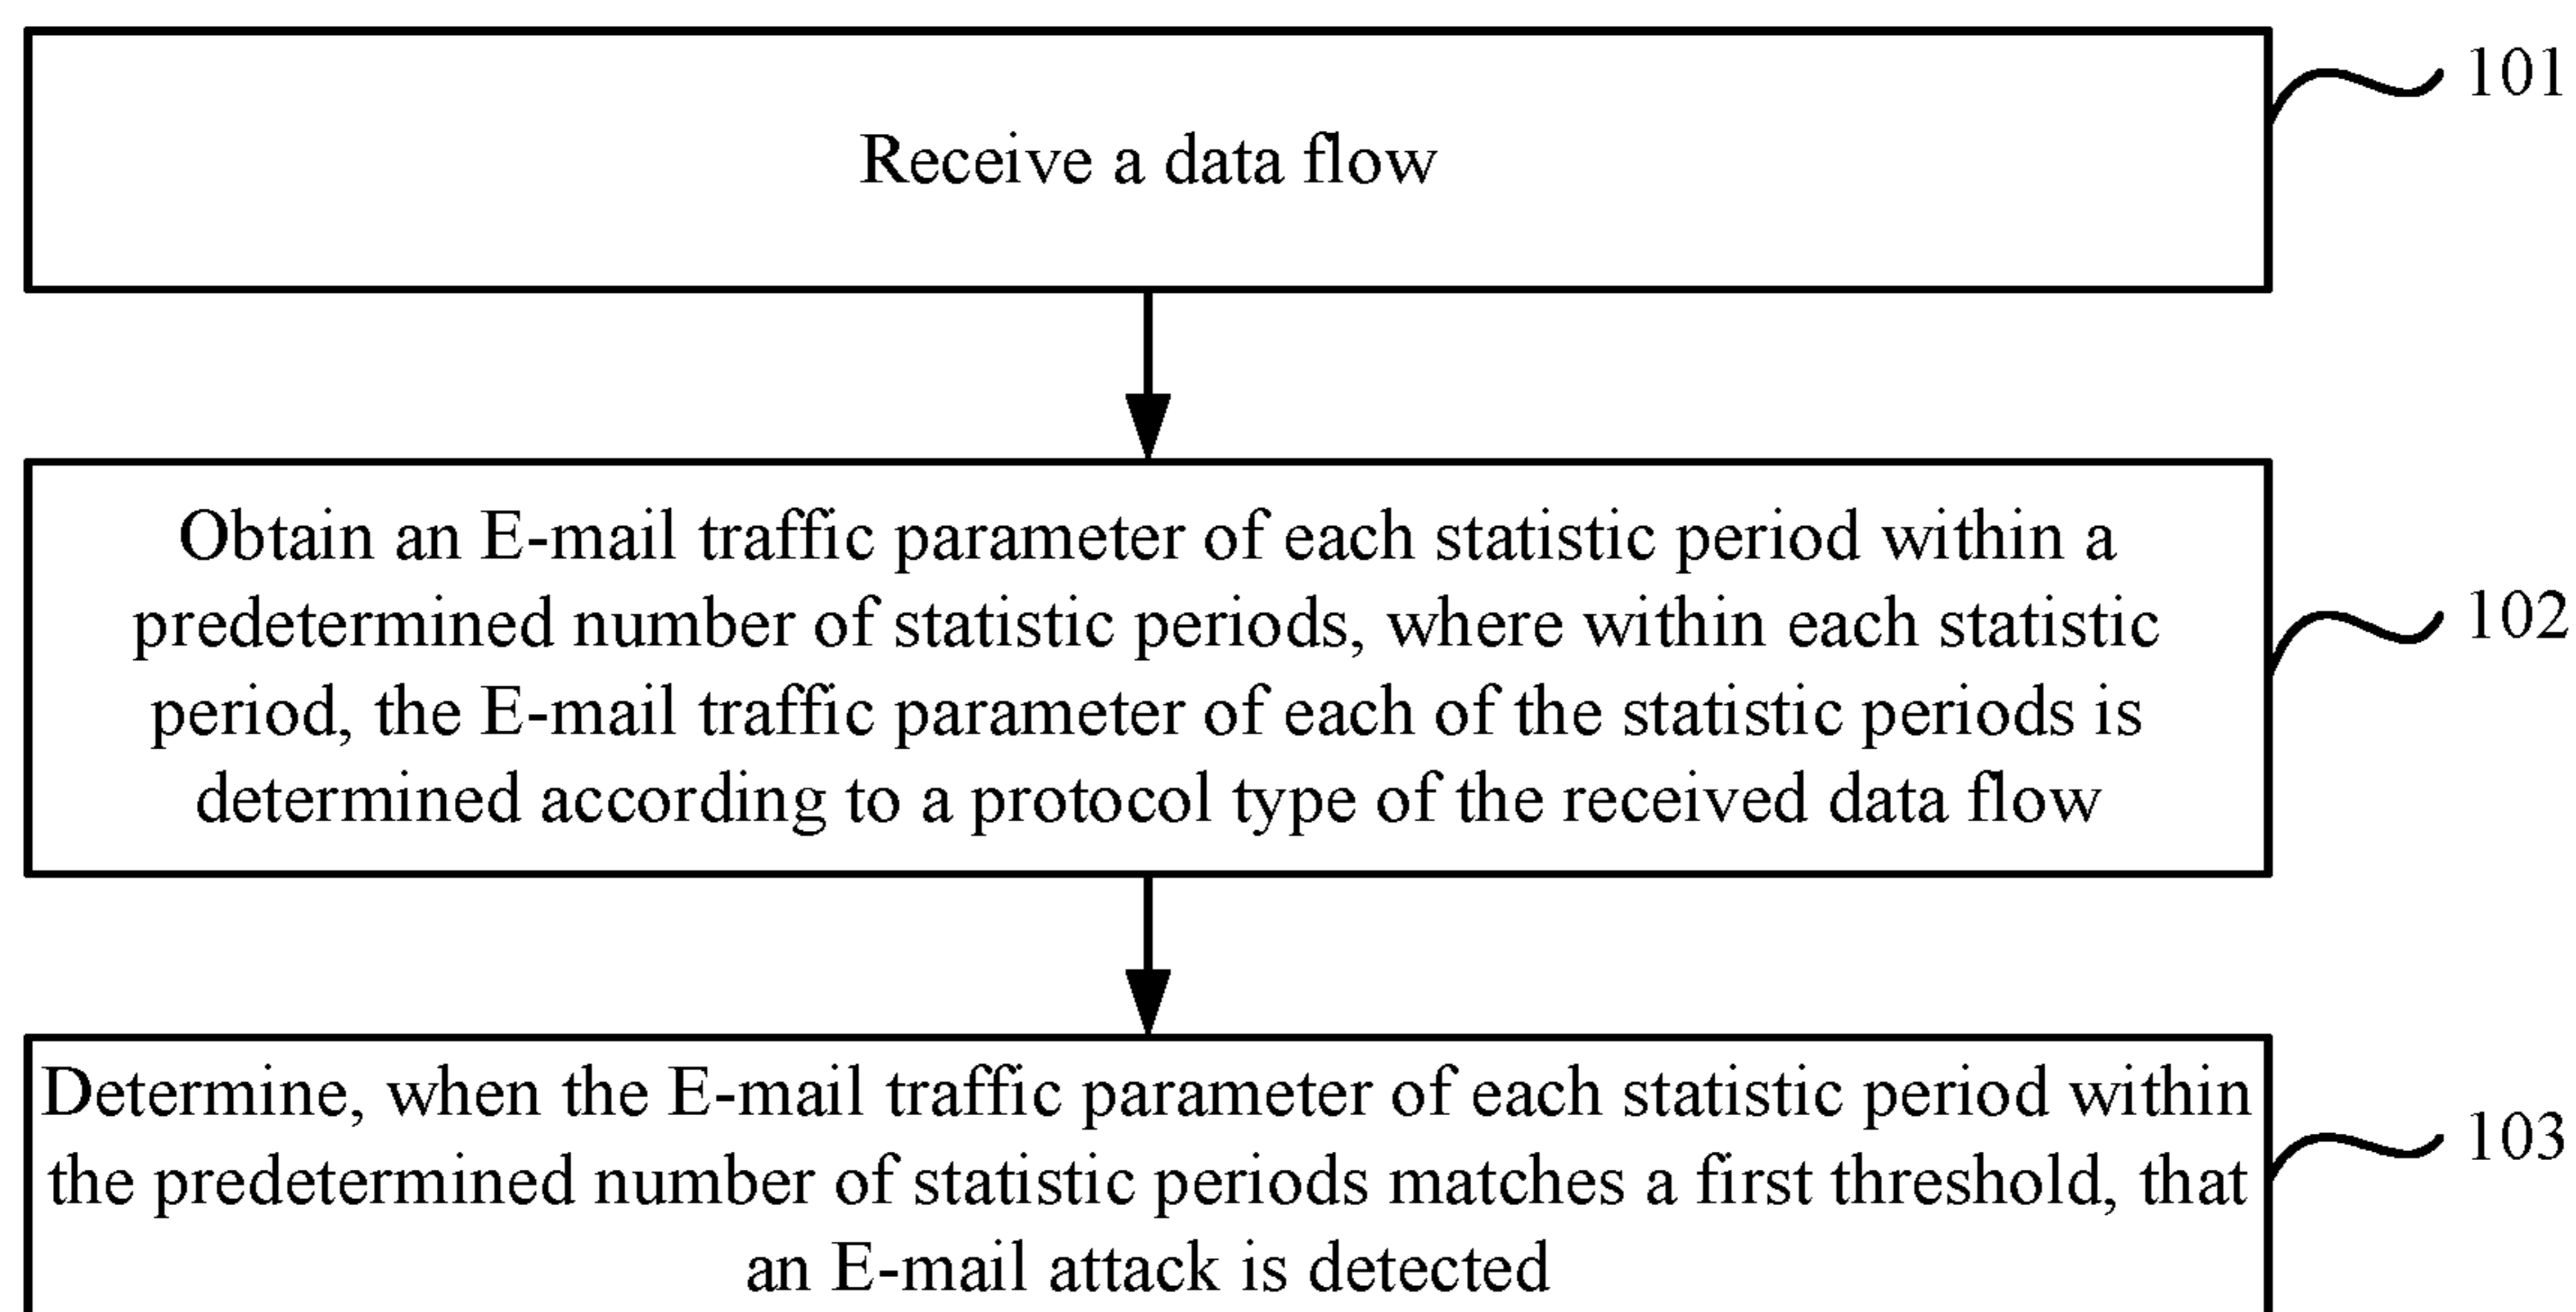 101
Receive a data flow
Obtain an E-mail traffic parameter of each statistic period within a
predetermined number of statistic periods, where within each statistic
period, the E-mail traffic parameter of each of the statistic periods is
determined according to a protocol type of the received data flow
102
Determine, when the E-mail traffic parameter of each statistic period within
the predetermined number of statistic periods matches a first threshold, that
an E-mail attack is detected
103